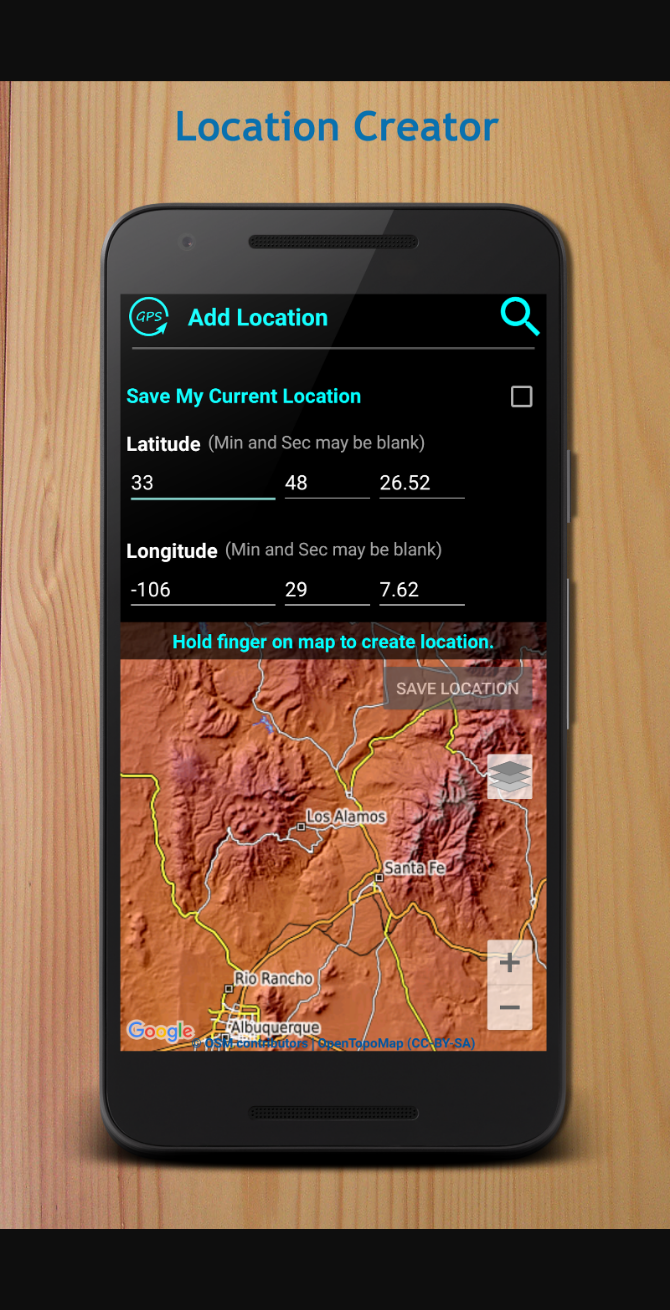 Location Creator
GPS
Add Location
Save My Current Location
Latitude (Min and Sec may be blank)
33 48 26.52
Longitude (Min and Sec may be blank)
-106 29 7.62
Hold finger on map to create location.
SAVE LOCATION
Los Alamos
Santa Fe
+
−
Rio Rancho
Albuquerque
Google
© OSM contributors | OpenTopoMap (CC-BY-SA)